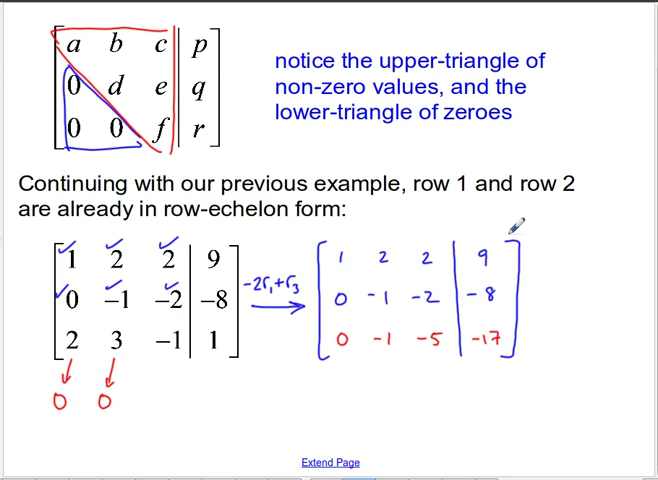 a b c p
0 d e q
0 0 f r
notice the upper-triangle of
non-zero values, and the
lower-triangle of zeroes
Continuing with our previous example, row 1 and row 2
are already in row-echelon form:
1 2 2 9
0 −1 −2 −8
2 3 −1 1
-2r₁+r₃
1 2 2 9
0 -1 -2 -8
0 -1 -5 -17
0 0
Extend Page